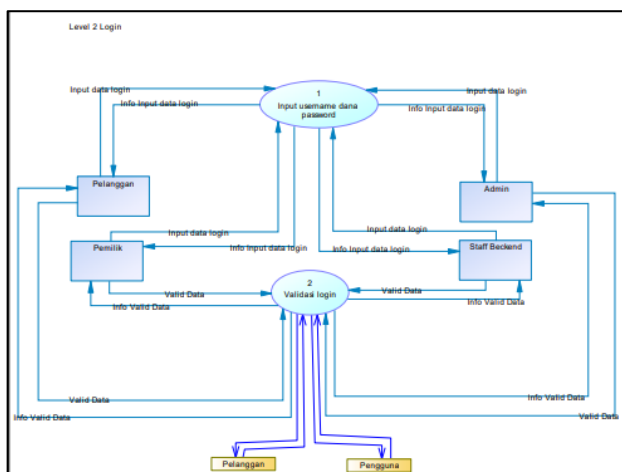 Level 2 Login
1
Input username dana
password
Input data login
Info Input data login
Input data login
Info Input data login
Pelanggan
Admin
Input data login
Info Input data login
Input data login
Info Input data login
Pemilik
Staff Beckend
2
Validasi login
Valid Data
Info Valid Data
Valid Data
Info Valid Data
Valid Data
Info Valid Data
Info Valid Data
Valid Data
Pelanggan
Pengguna